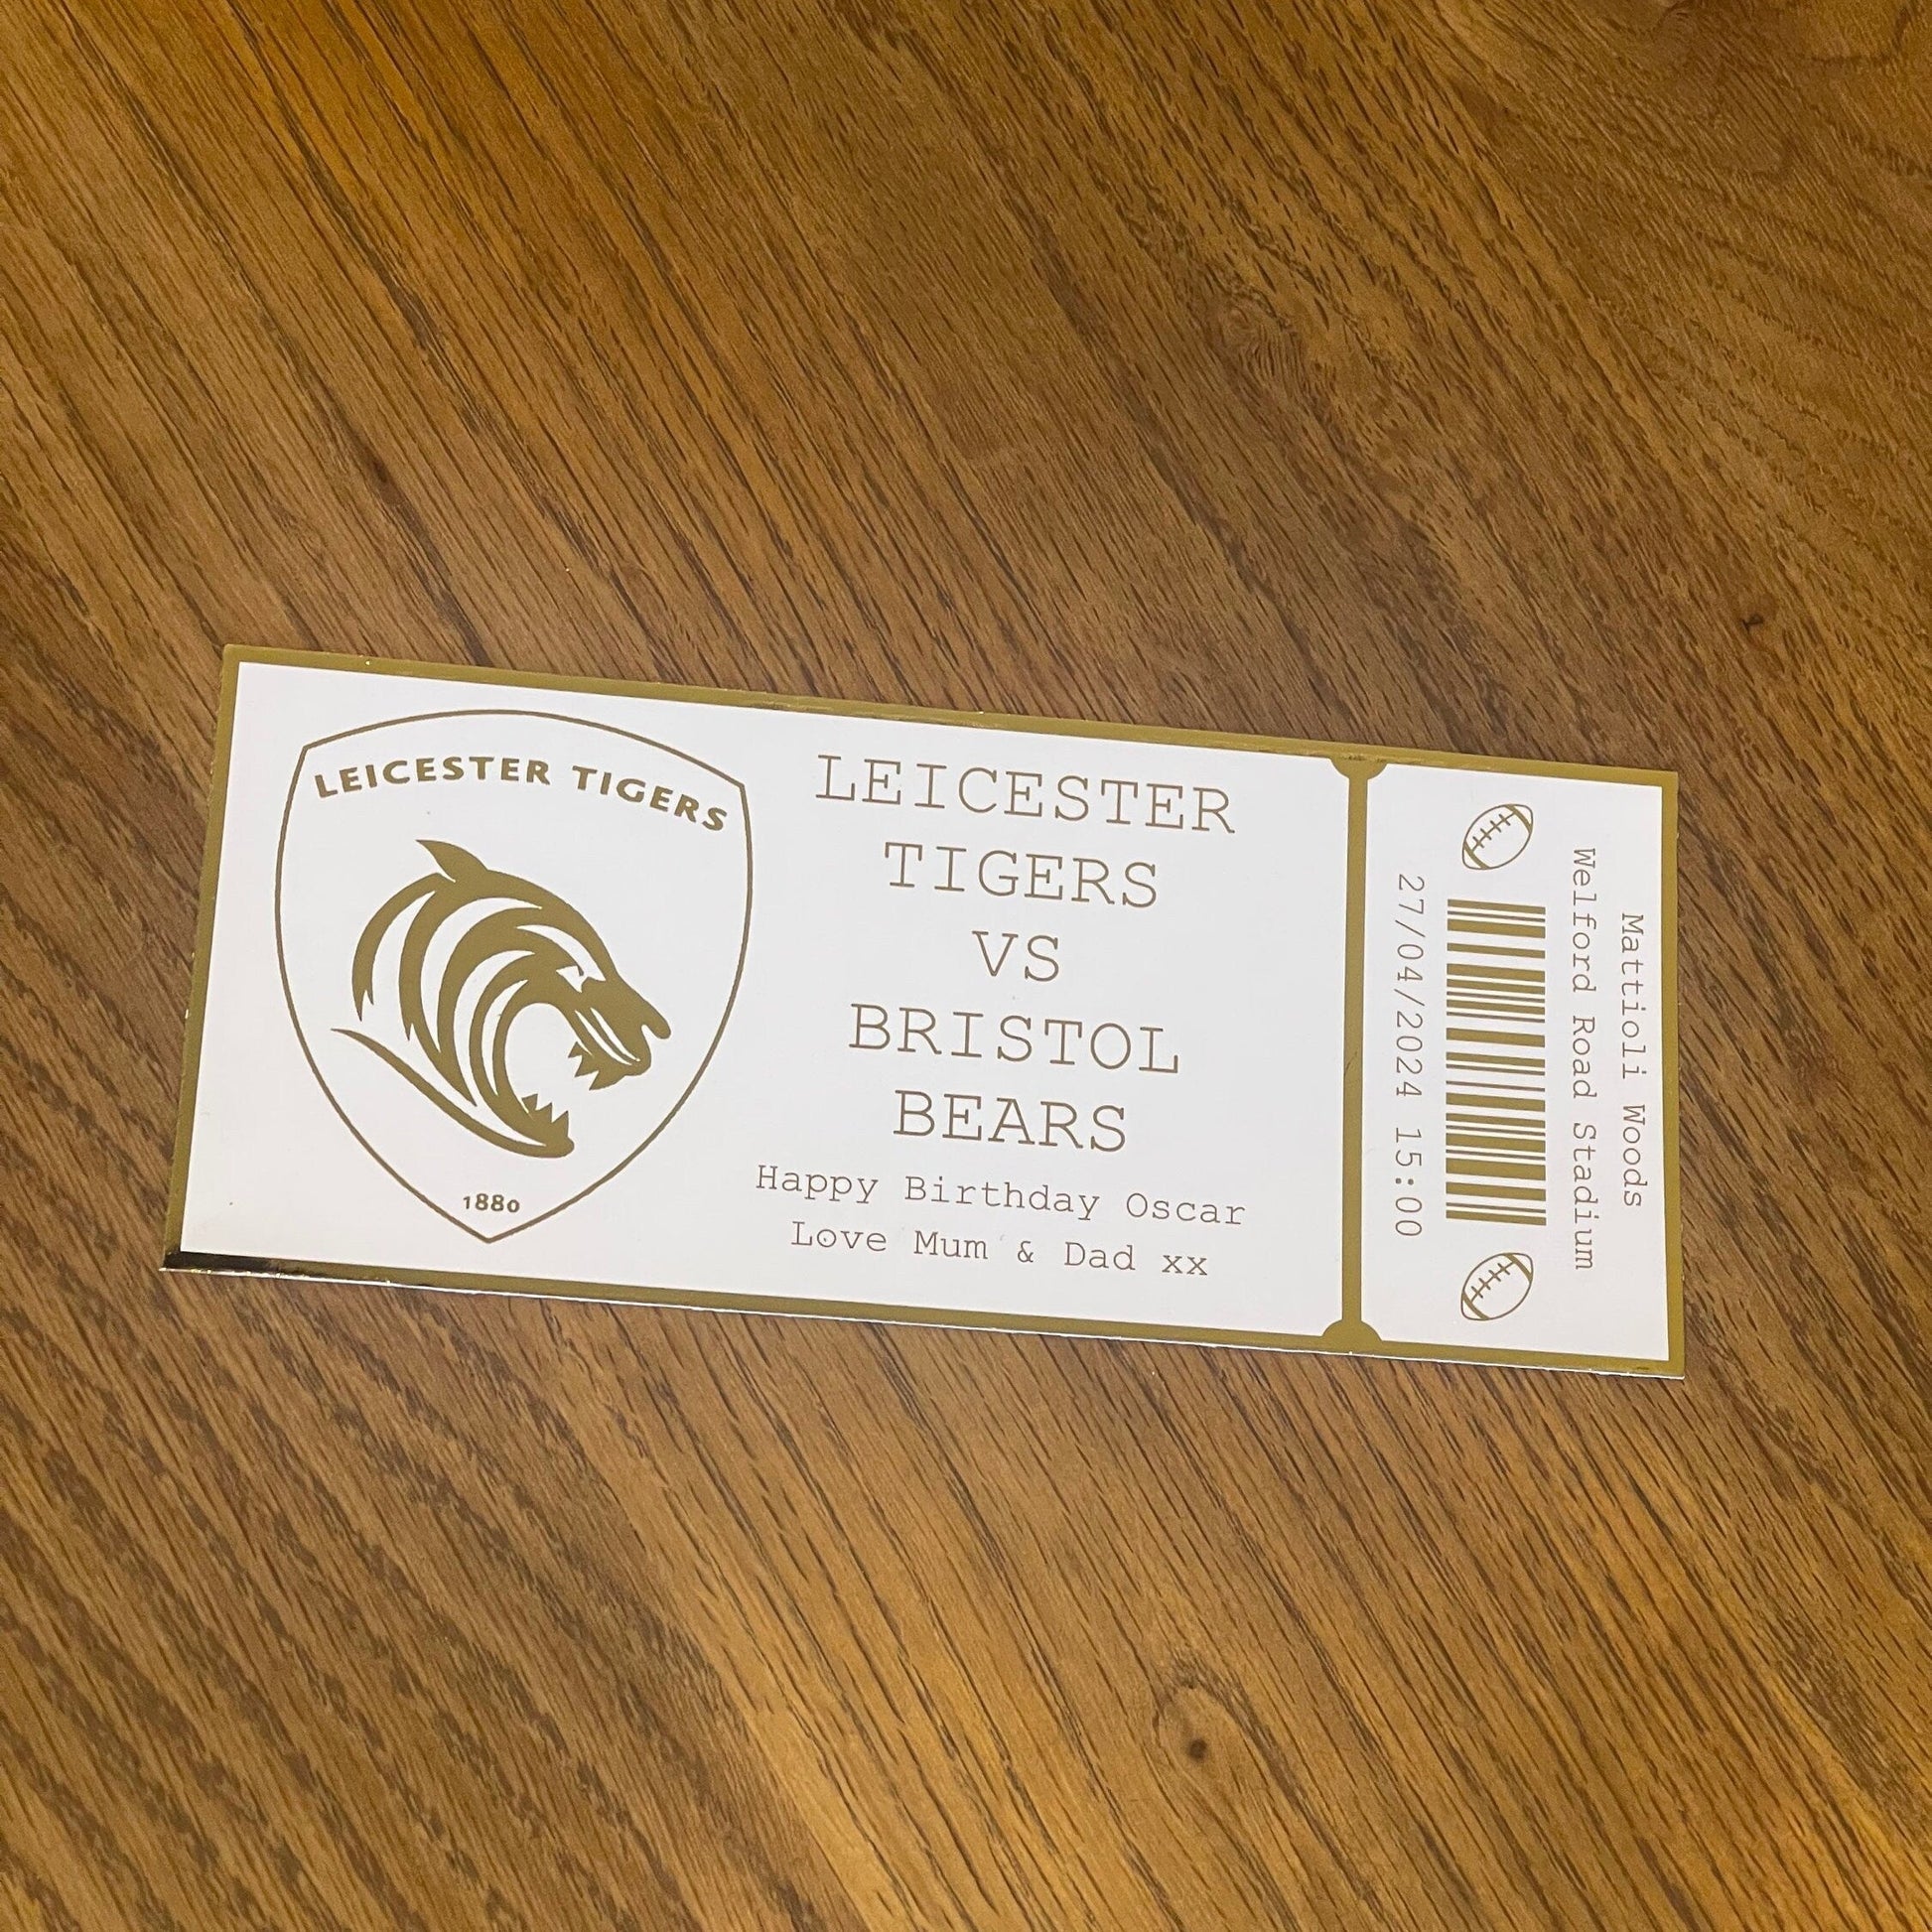 LEICESTER TIGERS
1880
LEICESTER
TIGERS
VS
BRISTOL
BEARS
Happy Birthday Oscar
Love Mum & Dad xx
Mattioli Woods
Welford Road Stadium
27/04/2024 15:00